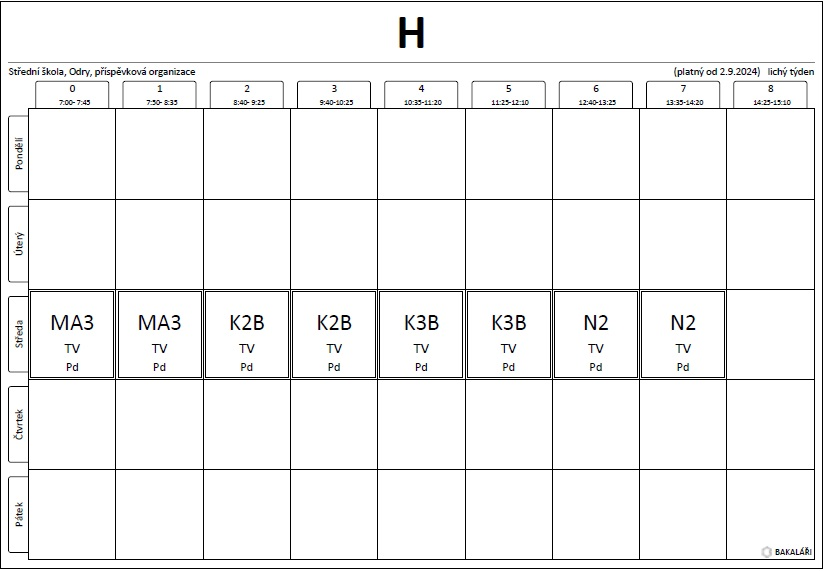 H
Střední škola, Odry, příspěvková organizace (platný od 2.9.2024) lichý týden
0 1 2 3 4 5 6 7 8
7:00- 7:45 7:50- 8:35 8:40- 9:25 9:40-10:25 10:35-11:20 11:25-12:10 12:40-13:25 13:35-14:20 14:25-15:10
Pondělí
Úterý
Středa
MA3 MA3 K2B K2B K3B K3B N2 N2
TV TV TV TV TV TV TV TV
Pd Pd Pd Pd Pd Pd Pd Pd
Čtvrtek
Pátek
BAKALÁŘI